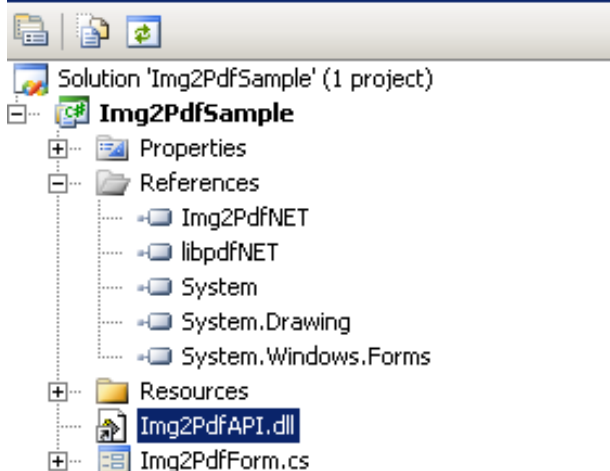 Solution 'Img2PdfSample' (1 project)
Img2PdfSample
Properties
References
Img2PdfNET
libpdfNET
System
System.Drawing
System.Windows.Forms
Resources
Img2PdfAPI.dll
Img2PdfForm.cs